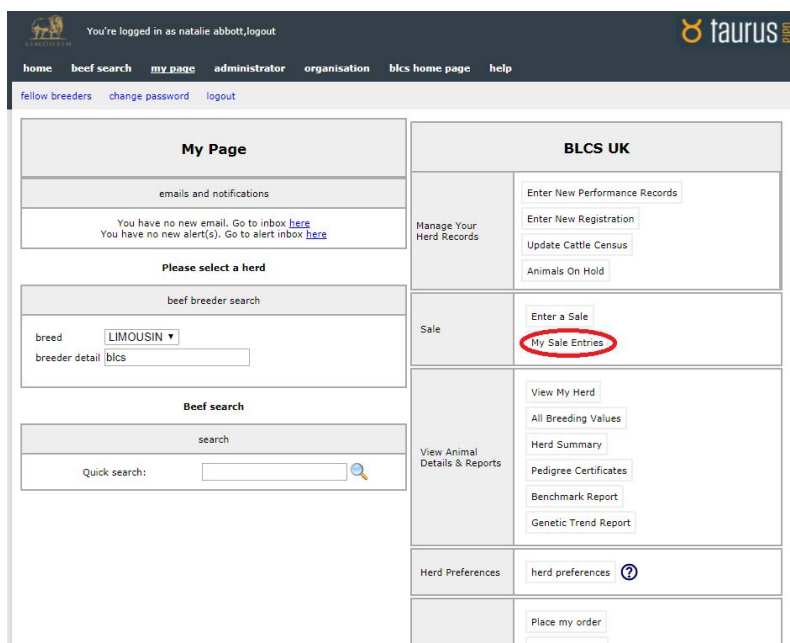 LIMOUSIN
You're logged in as natalie abbott,logout
taurus
home beef search my page administrator organisation blcs home page help
fellow breeders change password logout
My Page
emails and notifications
You have no new email. Go to inbox here
You have no new alert(s). Go to alert inbox here
Please select a herd
beef breeder search
breed LIMOUSIN
breeder detail blcs
Beef search
search
Quick search:
BLCS UK
Manage Your
Herd Records
Enter New Performance Records
Enter New Registration
Update Cattle Census
Animals On Hold
Sale
Enter a Sale
My Sale Entries
View Animal
Details & Reports
View My Herd
All Breeding Values
Herd Summary
Pedigree Certificates
Benchmark Report
Genetic Trend Report
Herd Preferences
herd preferences ?
Place my order